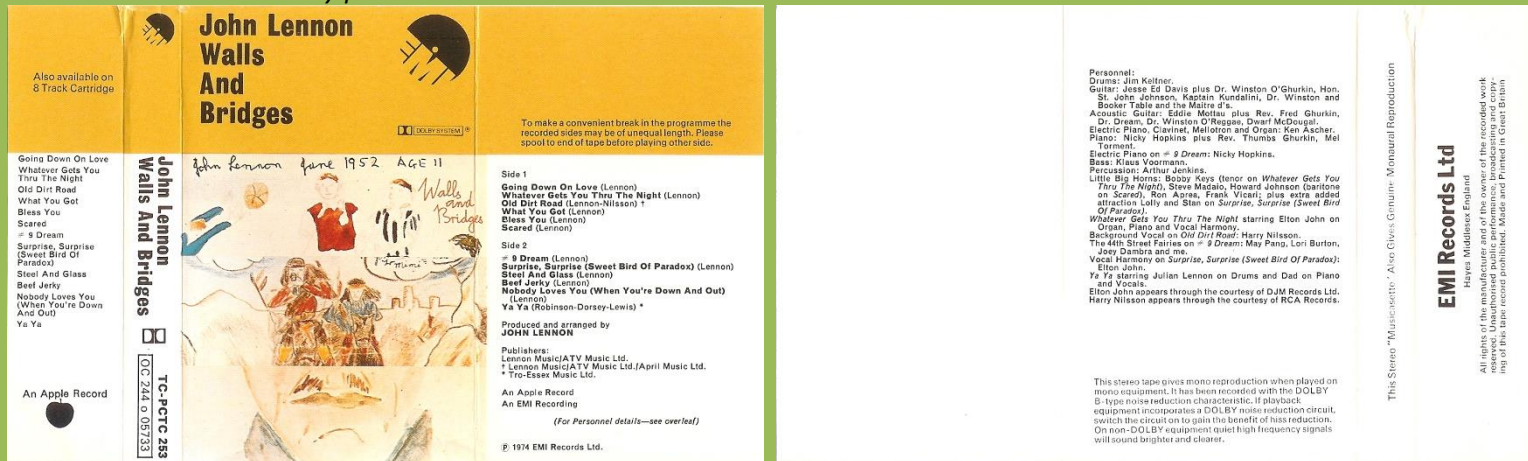 Also available on
8 Track Cartridge
Going Down On Love
Whatever Gets You
Thru The Night
Old Dirt Road
What You Got
Bless You
Scared
# 9 Dream
Surprise, Surprise
(Sweet Bird Of
Paradox)
Steel And Glass
Beef Jerky
Nobody Loves You
(When You're Down
And Out)
Ya Ya
An Apple Record
John Lennon
Walls And Bridges
TC-PCTC 253
OC 244 o 05733
John Lennon
Walls
And
Bridges
DOLBY SYSTEM ®
John Lennon June 1952 AGE 11
Walls
and
Bridges
To make a convenient break in the programme the
recorded sides may be of unequal length. Please
spool to end of tape before playing other side.
Side 1
Going Down On Love (Lennon)
Whatever Gets You Thru The Night (Lennon)
Old Dirt Road (Lennon-Nilsson) †
What You Got (Lennon)
Bless You (Lennon)
Scared (Lennon)
Side 2
# 9 Dream (Lennon)
Surprise, Surprise (Sweet Bird Of Paradox) (Lennon)
Steel And Glass (Lennon)
Beef Jerky (Lennon)
Nobody Loves You (When You're Down And Out)
(Lennon)
Ya Ya (Robinson-Dorsey-Lewis) *
Produced and arranged by
JOHN LENNON
Publishers:
Lennon Music/ATV Music Ltd.
† Lennon Music/ATV Music Ltd./April Music Ltd.
* Tro-Essex Music Ltd.
An Apple Record
An EMI Recording
(For Personnel details—see overleaf)
℗ 1974 EMI Records Ltd.
Personnel:
Drums: Jim Keltner.
Guitar: Jesse Ed Davis plus Dr. Winston O'Ghurkin, Hon.
St. John Johnson, Kaptain Kundalini, Dr. Winston and
Booker Table and the Maitre d's.
Acoustic Guitar: Eddie Mottau plus Rev. Fred Ghurkin,
Dr. Dream, Dr. Winston O'Reggae, Dwarf McDougal.
Electric Piano, Clavinet, Mellotron and Organ: Ken Ascher.
Piano: Nicky Hopkins plus Rev. Thumbs Ghurkin, Mel
Torment.
Electric Piano on # 9 Dream: Nicky Hopkins.
Bass: Klaus Voormann.
Percussion: Arthur Jenkins.
Little Big Horns: Bobby Keys (tenor on Whatever Gets You
Thru The Night), Steve Madaio, Howard Johnson (baritone
on Scared), Ron Aprea, Frank Vicari; plus extra added
attraction Lolly and Stan on Surprise, Surprise (Sweet Bird
Of Paradox).
Whatever Gets You Thru The Night starring Elton John on
Organ, Piano and Vocal Harmony.
Background Vocal on Old Dirt Road: Harry Nilsson.
The 44th Street Fairies on # 9 Dream: May Pang, Lori Burton,
Joey Dambra and me.
Vocal Harmony on Surprise, Surprise (Sweet Bird Of Paradox):
Elton John.
Ya Ya starring Julian Lennon on Drums and Dad on Piano
and Vocals.
Elton John appears through the courtesy of DJM Records Ltd.
Harry Nilsson appears through the courtesy of RCA Records.
This stereo tape gives mono reproduction when played on
mono equipment. It has been recorded with the DOLBY
B-type noise reduction characteristic. If playback
equipment incorporates a DOLBY noise reduction circuit,
switch the circuit on to gain the benefit of hiss reduction.
On non-DOLBY equipment quiet high frequency signals
will sound brighter and clearer.
This Stereo "Musicasette" Also Gives Genuine Monaural Reproduction
EMI Records Ltd
Hayes Middlesex England
All rights of the manufacturer and of the owner of the recorded work
reserved. Unauthorised public performance, broadcasting and copy-
ing of this tape record prohibited. Made and Printed in Great Britain